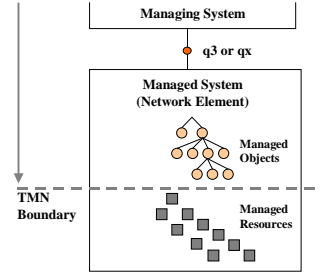 Managing System
q3 or qx
Managed System
(Network Element)
Managed
Objects
TMN
Boundary
Managed
Resources